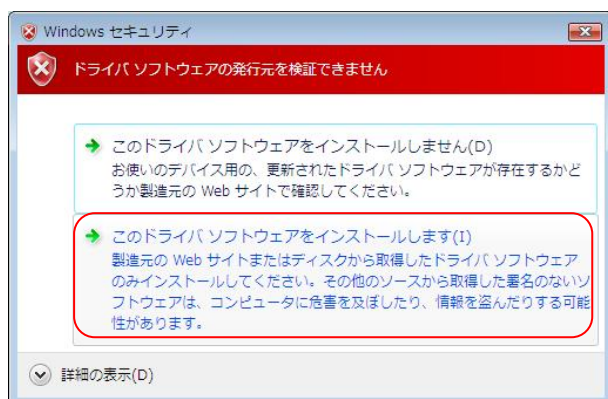 Windows セキュリティ
ドライバ ソフトウェアの発行元を検証できません
このドライバ ソフトウェアをインストールしません(D)
お使いのデバイス用の、更新されたドライバ ソフトウェアが存在するかど
うか製造元の Web サイトで確認してください。
このドライバ ソフトウェアをインストールします(I)
製造元の Web サイトまたはディスクから取得したドライバ ソフトウェア
のみインストールしてください。その他のソースから取得した署名のないソ
フトウェアは、コンピュータに危害を及ぼしたり、情報を盗んだりする可能
性があります。
詳細の表示(D)